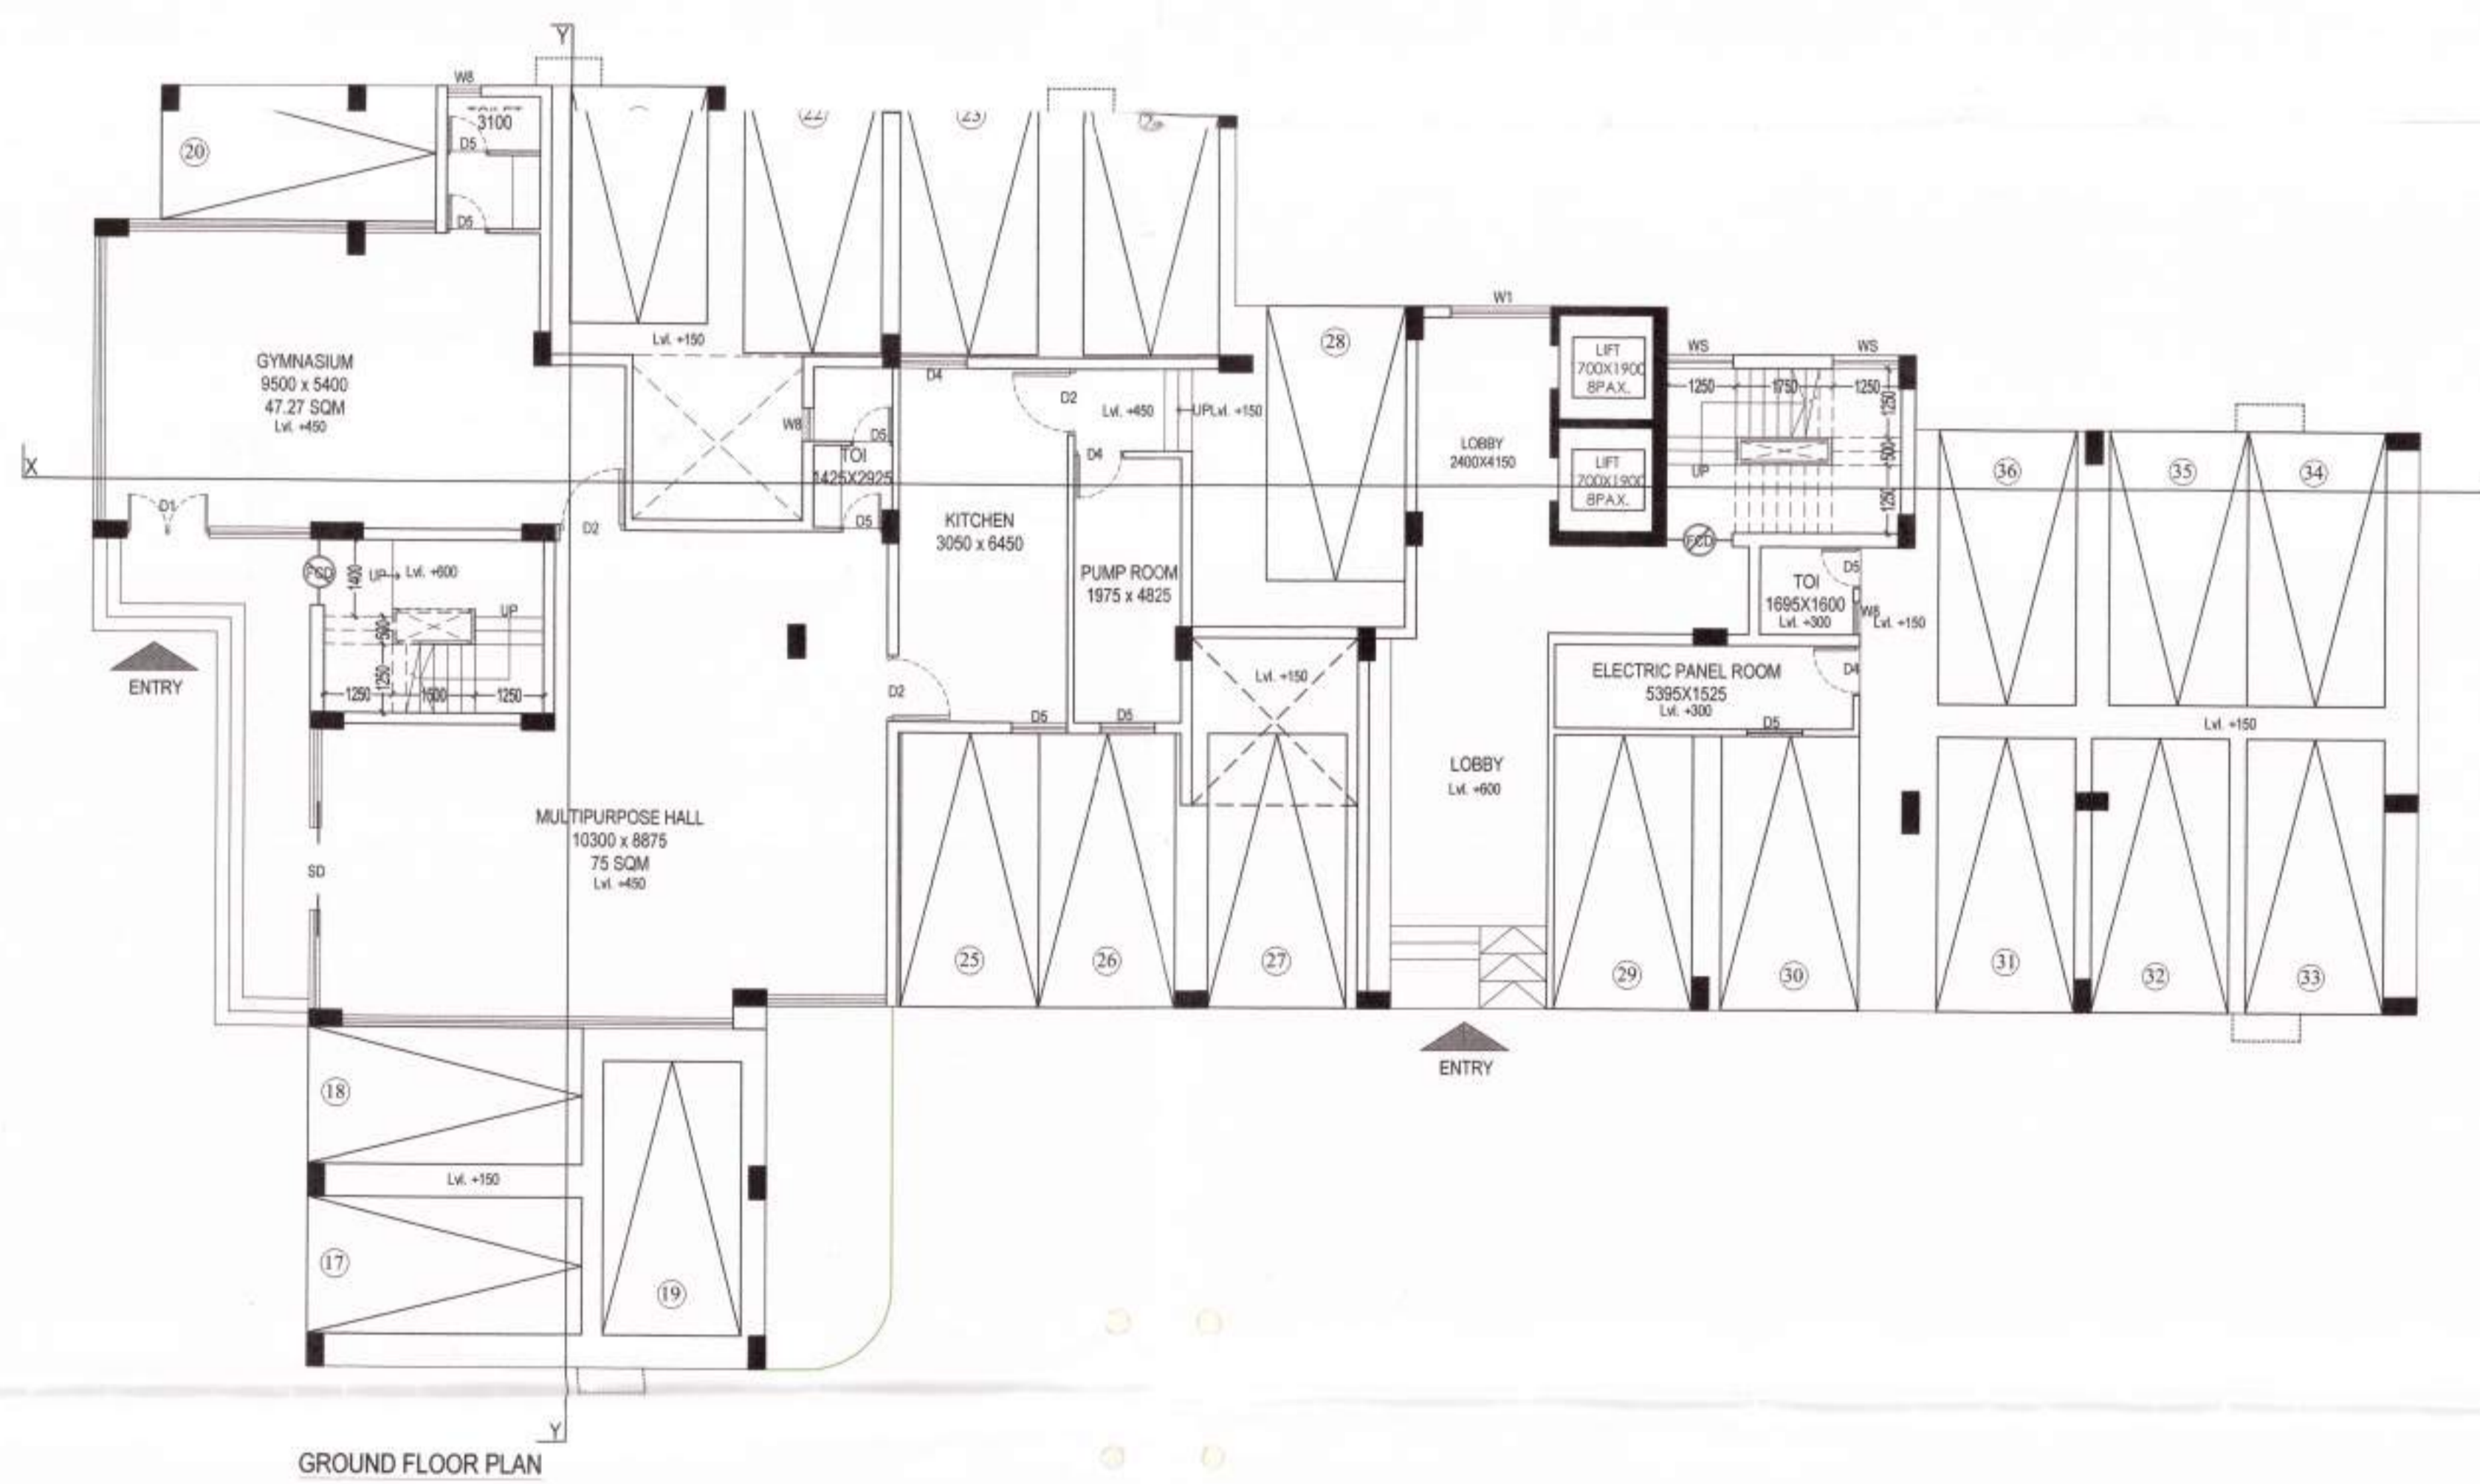 Y
W8
3100
D5
D5
20
22
23
Lvl. +150
GYMNASIUM
9500 x 5400
47.27 SQM
Lvl. +450
X
D1
D2
FCD
1400
UP
Lvl. +600
UP
500
1250
1250
1600
1250
ENTRY
W8
D5
TOI
1425X2925
D5
D4
D2
Lvl. +450
UP
Lvl. +150
D4
KITCHEN
3050 x 6450
PUMP ROOM
1975 x 4825
D2
D5
D5
28
W1
LOBBY
2400X4150
LIFT
1700X1900
8PAX.
LIFT
1700X1900
8PAX.
WS
WS
1250
1750
1250
1250
500
1250
UP
FCD
TOI
1695X1600
Lvl. +300
D5
W8
Lvl. +150
ELECTRIC PANEL ROOM
5395X1525
Lvl. +300
D4
D5
Lvl. +150
36
35
34
Lvl. +150
LOBBY
Lvl. +600
MULTIPURPOSE HALL
10300 x 8875
75 SQM
Lvl. +450
SD
25
26
27
29
30
31
32
33
ENTRY
18
Lvl. +150
17
19
Y
GROUND FLOOR PLAN